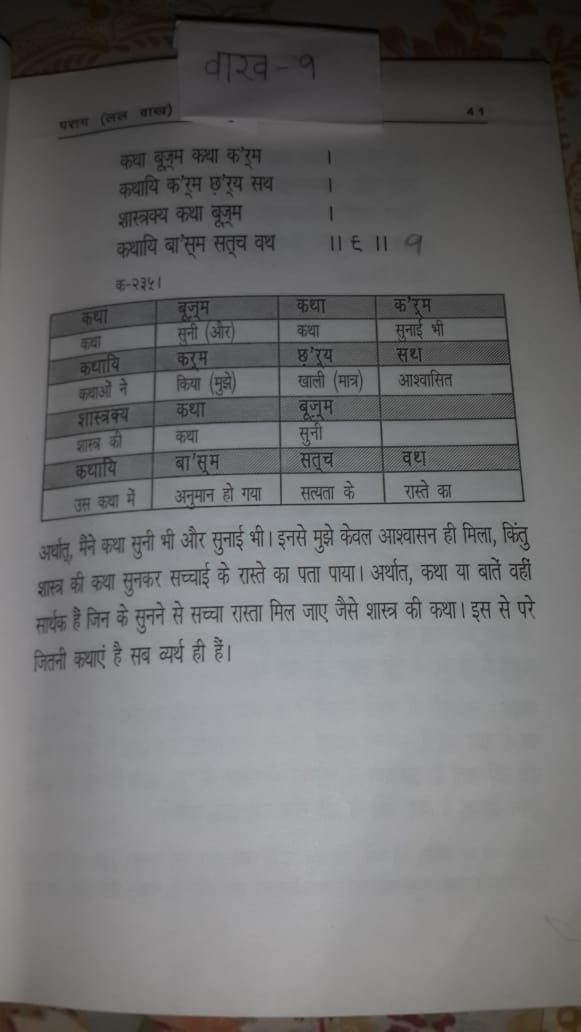 वाख - १
पराग (लल वाख) 41
कथा बूज़्म कथा क'र्म ।
कथायि क'र्म छ़'र्य सथ ।
शास्त्रक्य कथा बूज़्म ।
कथायि बा'स्म सत्च वथ ।। ६ ।। १
क-२३५।
कथा बूज़्म कथा क'र्म
कथा सुनी (और) कथा सुनाई भी
कथायि कर्म छ़'र्य सथ
कथाओं ने किया (मुझे) खाली (मात्र) आश्वासित
शास्त्रक्य कथा बूज़्म
शास्त्र की कथा सुनी
कथायि बा'स्म सत्च वथ
उस कथा में अनुमान हो गया सत्यता के रास्ते का
अर्थात्, मैंने कथा सुनी भी और सुनाई भी। इनसे मुझे केवल आश्वासन ही मिला, किंतु
शास्त्र की कथा सुनकर सच्चाई के रास्ते का पता पाया। अर्थात, कथा या बातें वहीं
सार्थक हैं जिन के सुनने से सच्चा रास्ता मिल जाए जैसे शास्त्र की कथा। इस से परे
जितनी कथाएं है सब व्यर्थ ही हैं।